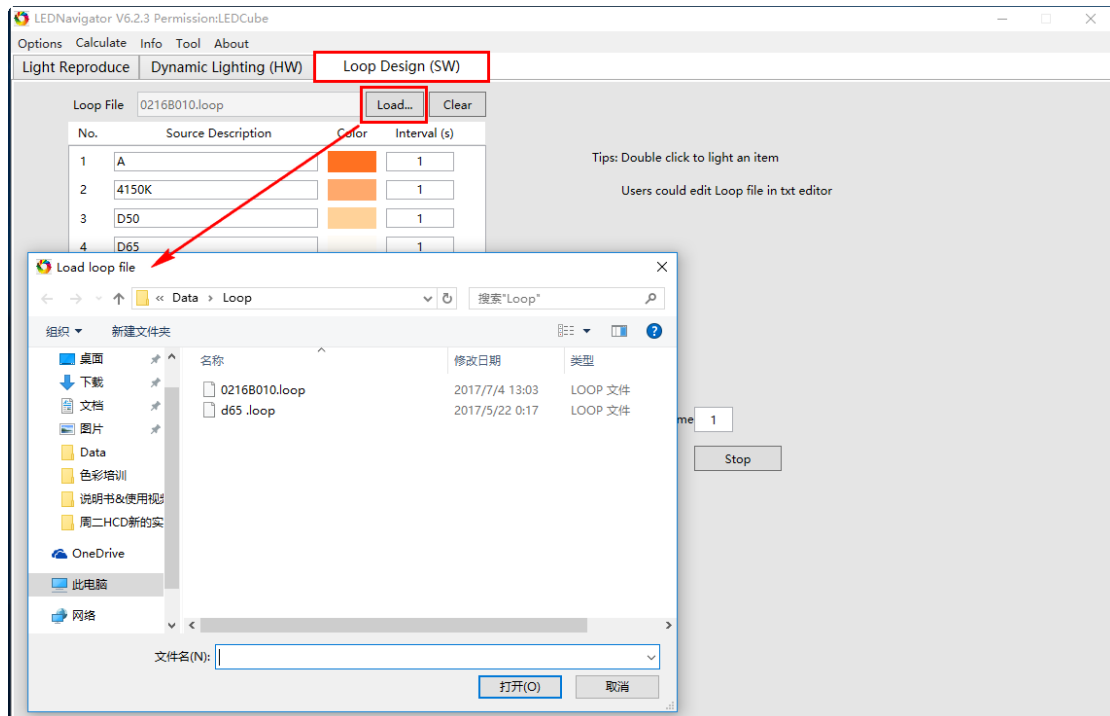 LEDNavigator V6.2.3 Permission:LEDCube
Options Calculate Info Tool About
Light Reproduce Dynamic Lighting (HW) Loop Design (SW)
Loop File 0216B010.loop Load... Clear
No. Source Description Color Interval (s)
1 A 1
2 4150K 1
3 D50 1
4 D65 1
Tips: Double click to light an item
Users could edit Loop file in txt editor
me 1
Stop
Load loop file
« Data › Loop
搜索"Loop"
组织 新建文件夹
名称 修改日期 类型
0216B010.loop 2017/7/4 13:03 LOOP 文件
d65 .loop 2017/5/22 0:17 LOOP 文件
桌面
下载
文档
图片
Data
色彩培训
说明书&使用视
周二HCD新的实
OneDrive
此电脑
网络
文件名(N):
打开(O) 取消